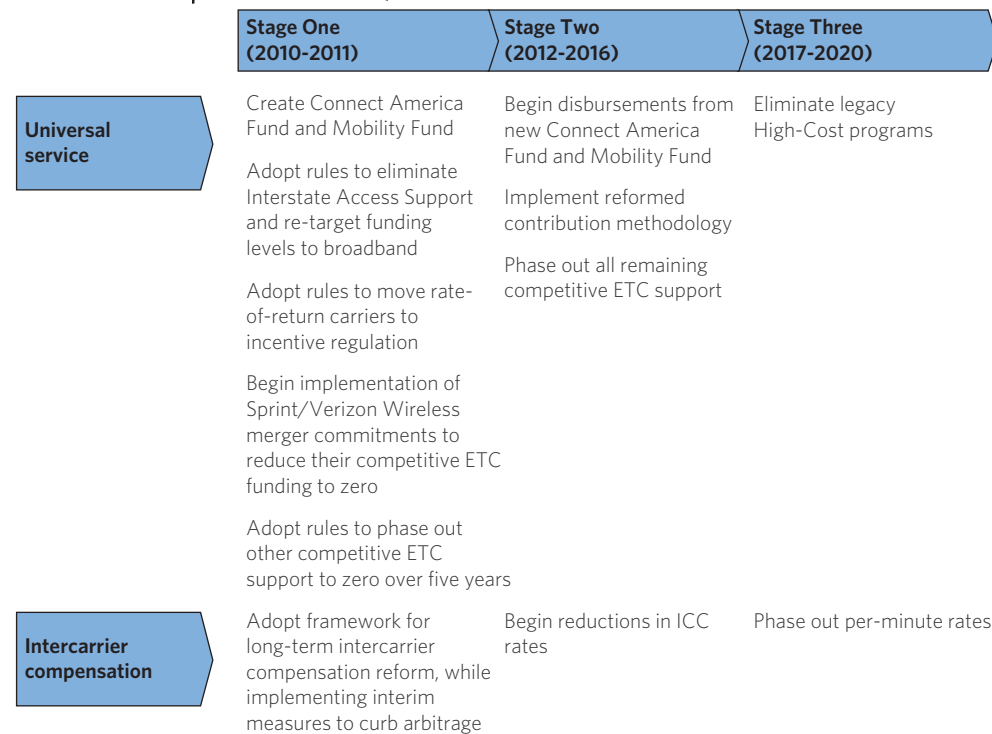 Stage One
(2010-2011)
Stage Two
(2012-2016)
Stage Three
(2017-2020)
Universal
service
Create Connect America
Fund and Mobility Fund
Adopt rules to eliminate
Interstate Access Support
and re-target funding
levels to broadband
Adopt rules to move rate-
of-return carriers to
incentive regulation
Begin implementation of
Sprint/Verizon Wireless
merger commitments to
reduce their competitive ETC
funding to zero
Adopt rules to phase out
other competitive ETC
support to zero over five years
Begin disbursements from
new Connect America
Fund and Mobility Fund
Implement reformed
contribution methodology
Phase out all remaining
competitive ETC support
Eliminate legacy
High-Cost programs
Intercarrier
compensation
Adopt framework for
long-term intercarrier
compensation reform, while
implementing interim
measures to curb arbitrage
Begin reductions in ICC
rates
Phase out per-minute rates